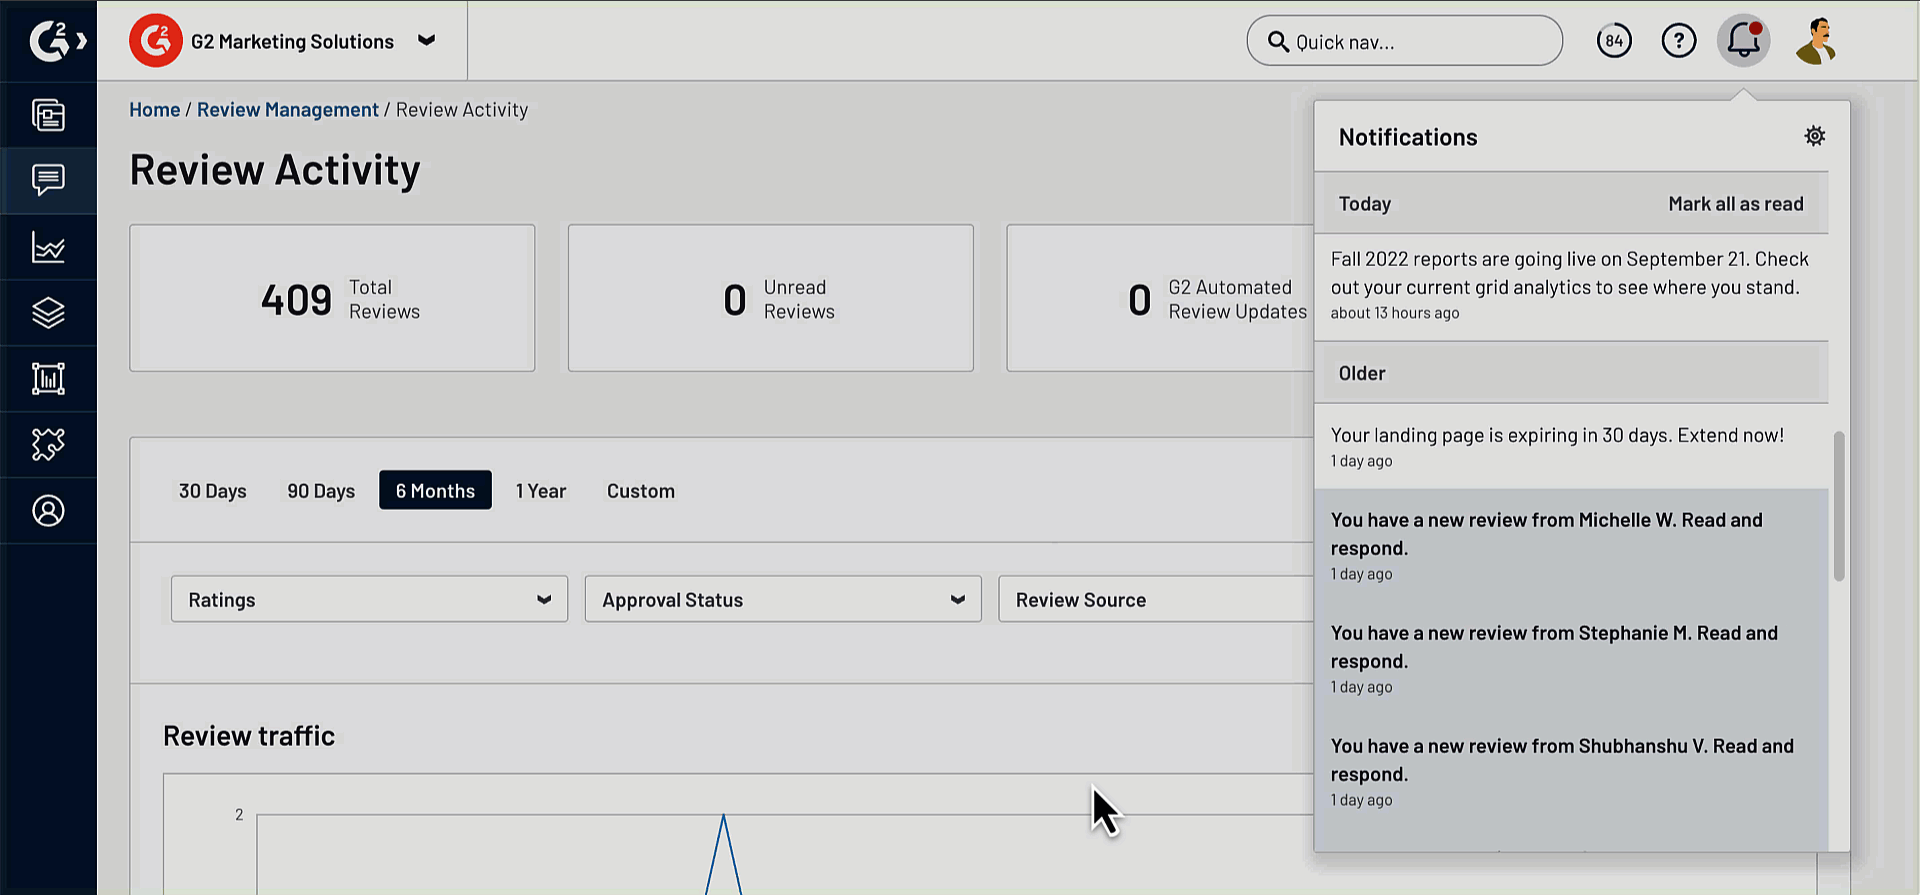 G2 Marketing Solutions
Quick nav...
84
?
Home / Review Management / Review Activity
Review Activity
409 Total Reviews
0 Unread Reviews
0 G2 Automated Review Updates
30 Days 90 Days 6 Months 1 Year Custom
Ratings
Approval Status
Review Source
Review traffic
2
Notifications
Today
Mark all as read
Fall 2022 reports are going live on September 21. Check
out your current grid analytics to see where you stand.
about 13 hours ago
Older
Your landing page is expiring in 30 days. Extend now!
1 day ago
You have a new review from Michelle W. Read and
respond.
1 day ago
You have a new review from Stephanie M. Read and
respond.
1 day ago
You have a new review from Shubhanshu V. Read and
respond.
1 day ago